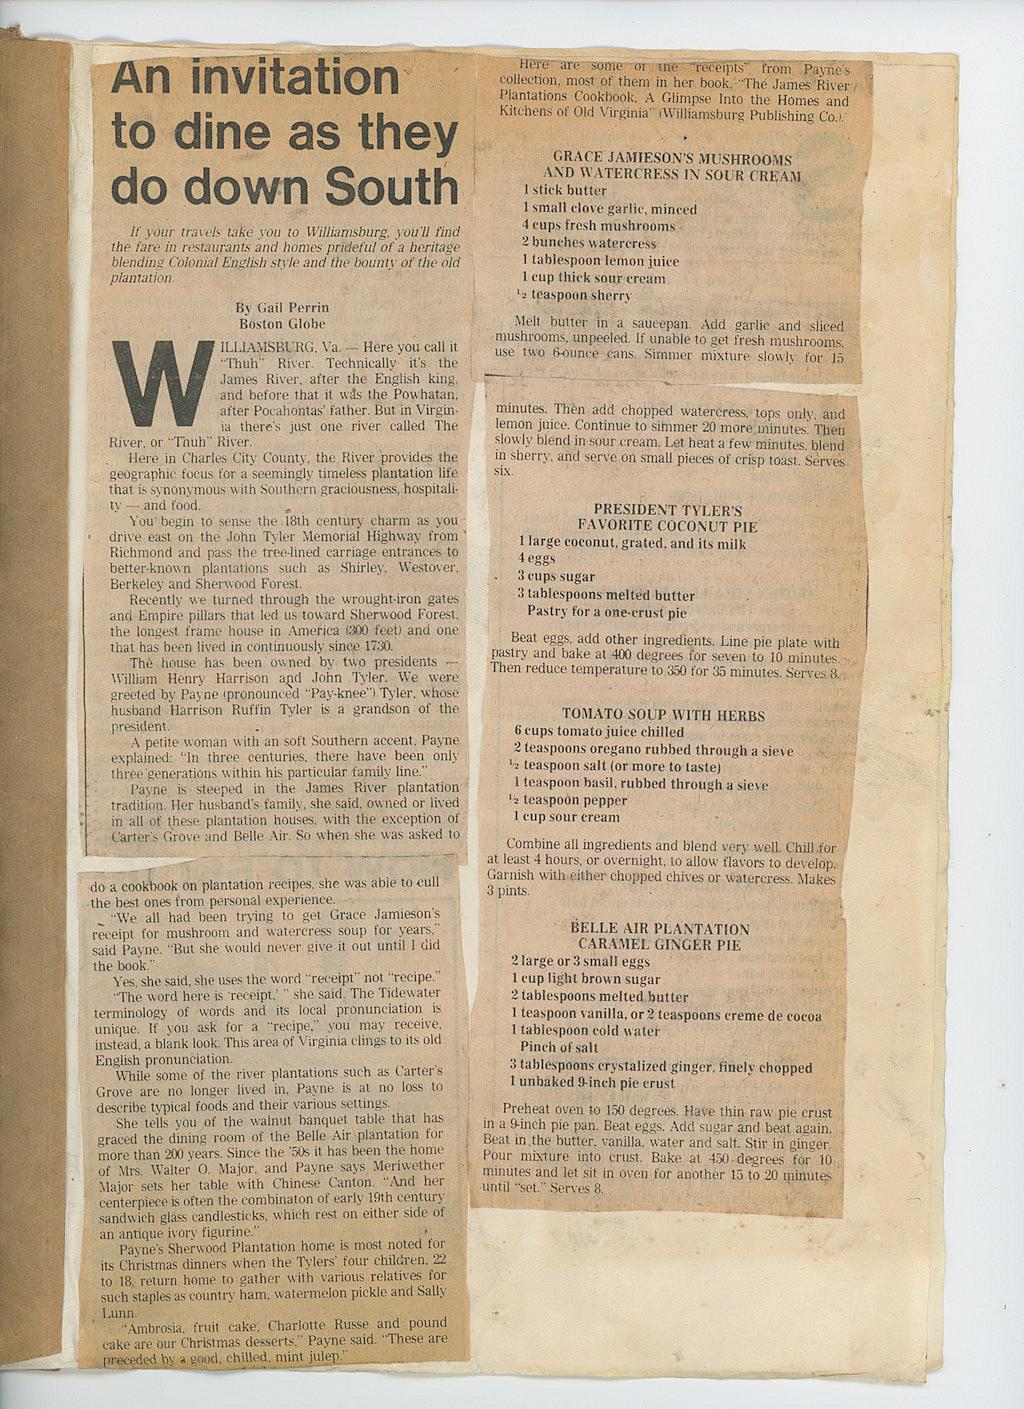 An invitation
to dine as they
do down South
If your travels take you to Williamsburg, you'll find
the fare in restaurants and homes prideful of a heritage
blending Colonial English style and the bounty of the old
plantation.
By Gail Perrin
Boston Globe
WILLIAMSBURG, Va. — Here you call it
"Thuh" River. Technically it's the
James River, after the English king,
and before that it was the Powhatan,
after Pocahontas' father. But in Virgin-
ia there's just one river called The
River, or "Thuh" River.
Here in Charles City County, the River provides the
geographic focus for a seemingly timeless plantation life
that is synonymous with Southern graciousness, hospitali-
ty — and food.
You begin to sense the 18th century charm as you
drive east on the John Tyler Memorial Highway from
Richmond and pass the tree-lined carriage entrances to
better-known plantations such as Shirley, Westover,
Berkeley and Sherwood Forest.
Recently we turned through the wrought-iron gates
and Empire pillars that led us toward Sherwood Forest,
the longest frame house in America (300 feet) and one
that has been lived in continuously since 1730.
The house has been owned by two presidents —
William Henry Harrison and John Tyler. We were
greeted by Payne (pronounced "Pay-knee") Tyler, whose
husband Harrison Ruffin Tyler is a grandson of the
president.
A petite woman with an soft Southern accent, Payne
explained: "In three centuries, there have been only
three generations within his particular family line."
Payne is steeped in the James River plantation
tradition. Her husband's family, she said, owned or lived
in all of these plantation houses, with the exception of
Carter's Grove and Belle Air. So when she was asked to
do a cookbook on plantation recipes, she was able to cull
the best ones from personal experience.
"We all had been trying to get Grace Jamieson's
receipt for mushroom and watercress soup for years,"
said Payne. "But she would never give it out until I did
the book."
Yes, she said, she uses the word "receipt" not "recipe."
"The word here is 'receipt,' " she said. The Tidewater
terminology of words and its local pronunciation is
unique. If you ask for a "recipe," you may receive,
instead, a blank look. This area of Virginia clings to its old
English pronunciation.
While some of the river plantations such as Carter's
Grove are no longer lived in, Payne is at no loss to
describe typical foods and their various settings.
She tells you of the walnut banquet table that has
graced the dining room of the Belle Air plantation for
more than 200 years. Since the '50s it has been the home
of Mrs. Walter O. Major, and Payne says Meriwether
Major sets her table with Chinese Canton. "And her
centerpiece is often the combinaton of early 19th century
sandwich glass candlesticks, which rest on either side of
an antique ivory figurine."
Payne's Sherwood Plantation home is most noted for
its Christmas dinners when the Tylers' four children, 22
to 18, return home to gather with various relatives for
such staples as country ham, watermelon pickle and Sally
Lunn.
"Ambrosia, fruit cake, Charlotte Russe and pound
cake are our Christmas desserts," Payne said. "These are
preceded by a good, chilled, mint julep."
Here are some of the "receipts" from Payne's
collection, most of them in her book, "The James River
Plantations Cookbook, A Glimpse Into the Homes and
Kitchens of Old Virginia" (Williamsburg Publishing Co.).
GRACE JAMIESON'S MUSHROOMS
AND WATERCRESS IN SOUR CREAM
1 stick butter
1 small clove garlic, minced
4 cups fresh mushrooms
2 bunches watercress
1 tablespoon lemon juice
1 cup thick sour cream
½ teaspoon sherry
Melt butter in a saucepan. Add garlic and sliced
mushrooms, unpeeled. If unable to get fresh mushrooms,
use two 6-ounce cans. Simmer mixture slowly for 15
minutes. Then add chopped watercress, tops only, and
lemon juice. Continue to simmer 20 more minutes. Then
slowly blend in sour cream. Let heat a few minutes, blend
in sherry, and serve on small pieces of crisp toast. Serves
six.
PRESIDENT TYLER'S
FAVORITE COCONUT PIE
1 large coconut, grated, and its milk
4 eggs
3 cups sugar
3 tablespoons melted butter
Pastry for a one-crust pie
Beat eggs, add other ingredients. Line pie plate with
pastry and bake at 400 degrees for seven to 10 minutes.
Then reduce temperature to 350 for 35 minutes. Serves 8.
TOMATO SOUP WITH HERBS
6 cups tomato juice chilled
2 teaspoons oregano rubbed through a sieve
½ teaspoon salt (or more to taste)
1 teaspoon basil, rubbed through a sieve
½ teaspoon pepper
1 cup sour cream
Combine all ingredients and blend very well. Chill for
at least 4 hours, or overnight, to allow flavors to develop.
Garnish with either chopped chives or watercress. Makes
3 pints.
BELLE AIR PLANTATION
CARAMEL GINGER PIE
2 large or 3 small eggs
1 cup light brown sugar
2 tablespoons melted butter
1 teaspoon vanilla, or 2 teaspoons creme de cocoa
1 tablespoon cold water
Pinch of salt
3 tablespoons crystalized ginger, finely chopped
1 unbaked 9-inch pie crust
Preheat oven to 150 degrees. Have thin raw pie crust
in a 9-inch pie pan. Beat eggs. Add sugar and beat again.
Beat in the butter, vanilla, water and salt. Stir in ginger.
Pour mixture into crust. Bake at 450 degrees for 10
minutes and let sit in oven for another 15 to 20 minutes
until "set." Serves 8.